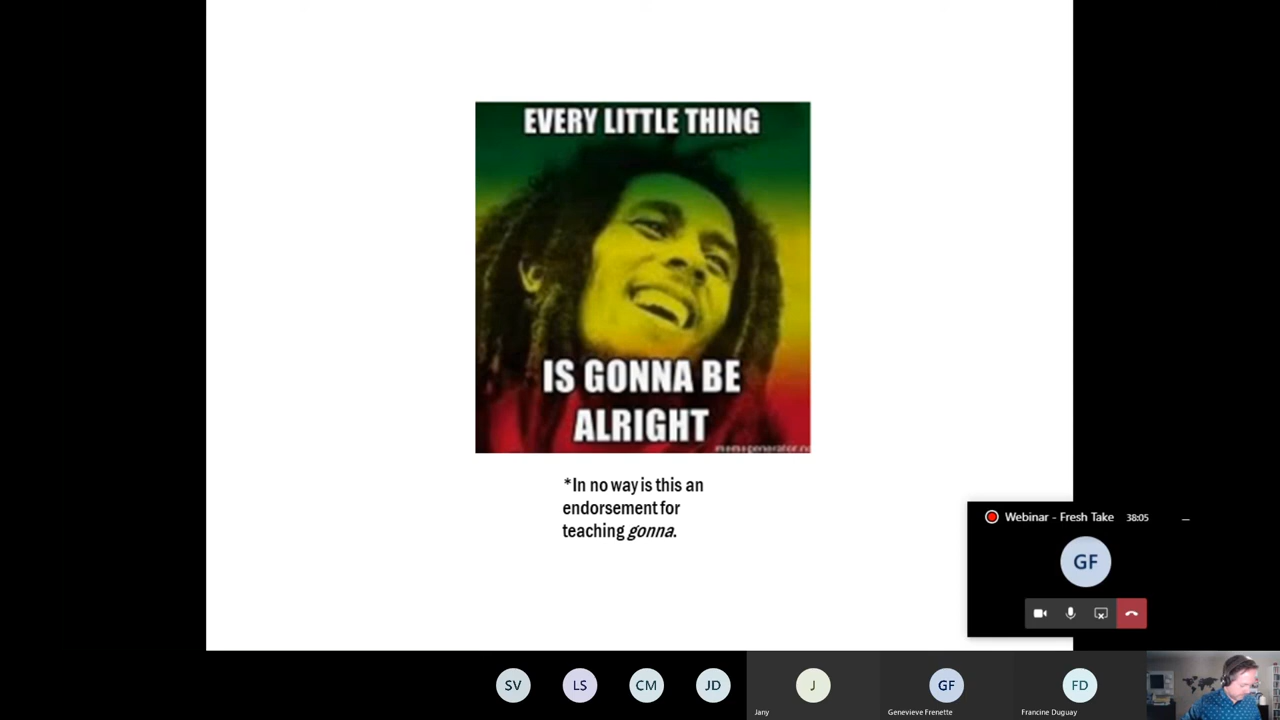 EVERY LITTLE THING
IS GONNA BE
ALRIGHT
*In no way is this an
endorsement for
teaching gonna.
Webinar - Fresh Take 38:05
GF
SV LS CM JD J GF FD
Jany Genevieve Frenette Francine Duguay